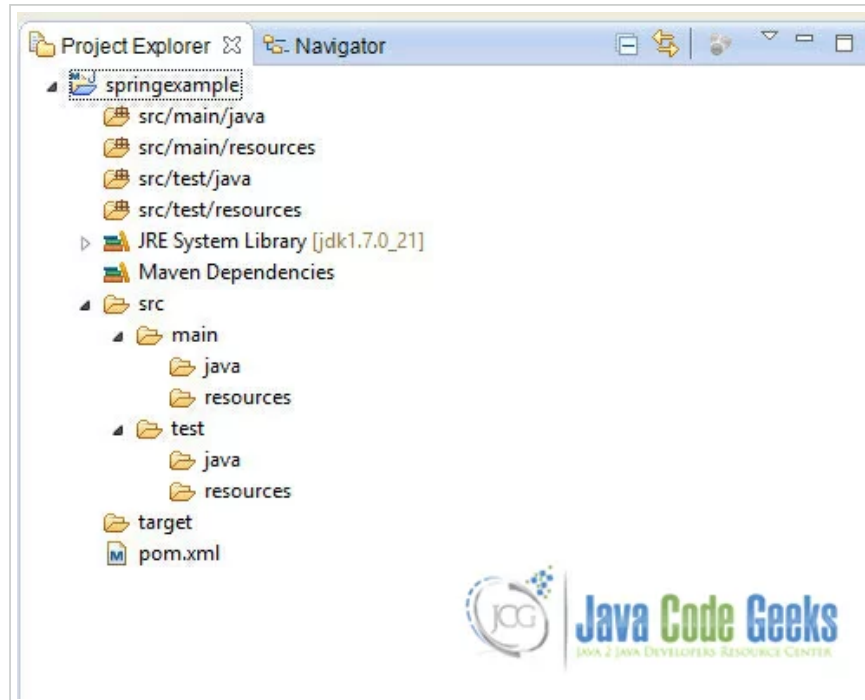 Project Explorer Navigator
springexample
src/main/java
src/main/resources
src/test/java
src/test/resources
JRE System Library [jdk1.7.0_21]
Maven Dependencies
src
main
java
resources
test
java
resources
target
pom.xml
JCG Java Code Geeks
JAVA 2 JAVA DEVELOPERS RESOURCE CENTER